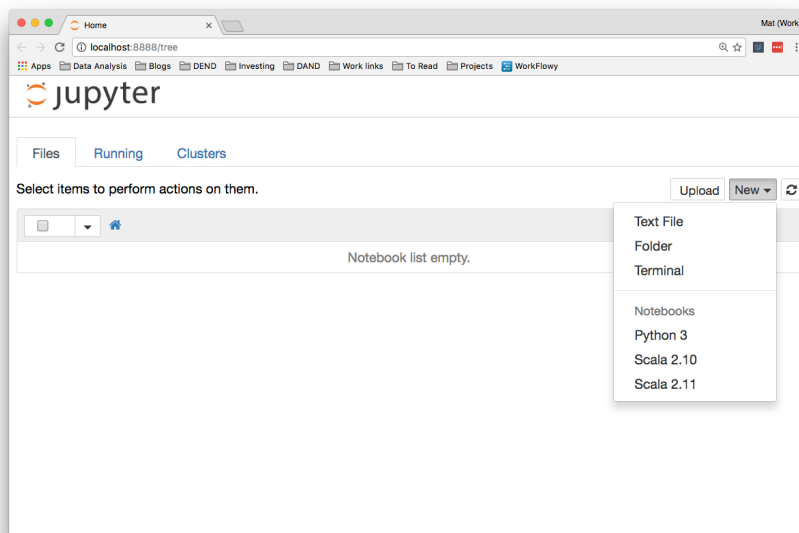 Home
Mat (Work
localhost:8888/tree
Apps Data Analysis Blogs DEND Investing DAND Work links To Read Projects WorkFlowy
jupyter
Files Running Clusters
Select items to perform actions on them.
Upload New
Text File
Folder
Terminal
Notebook list empty.
Notebooks
Python 3
Scala 2.10
Scala 2.11